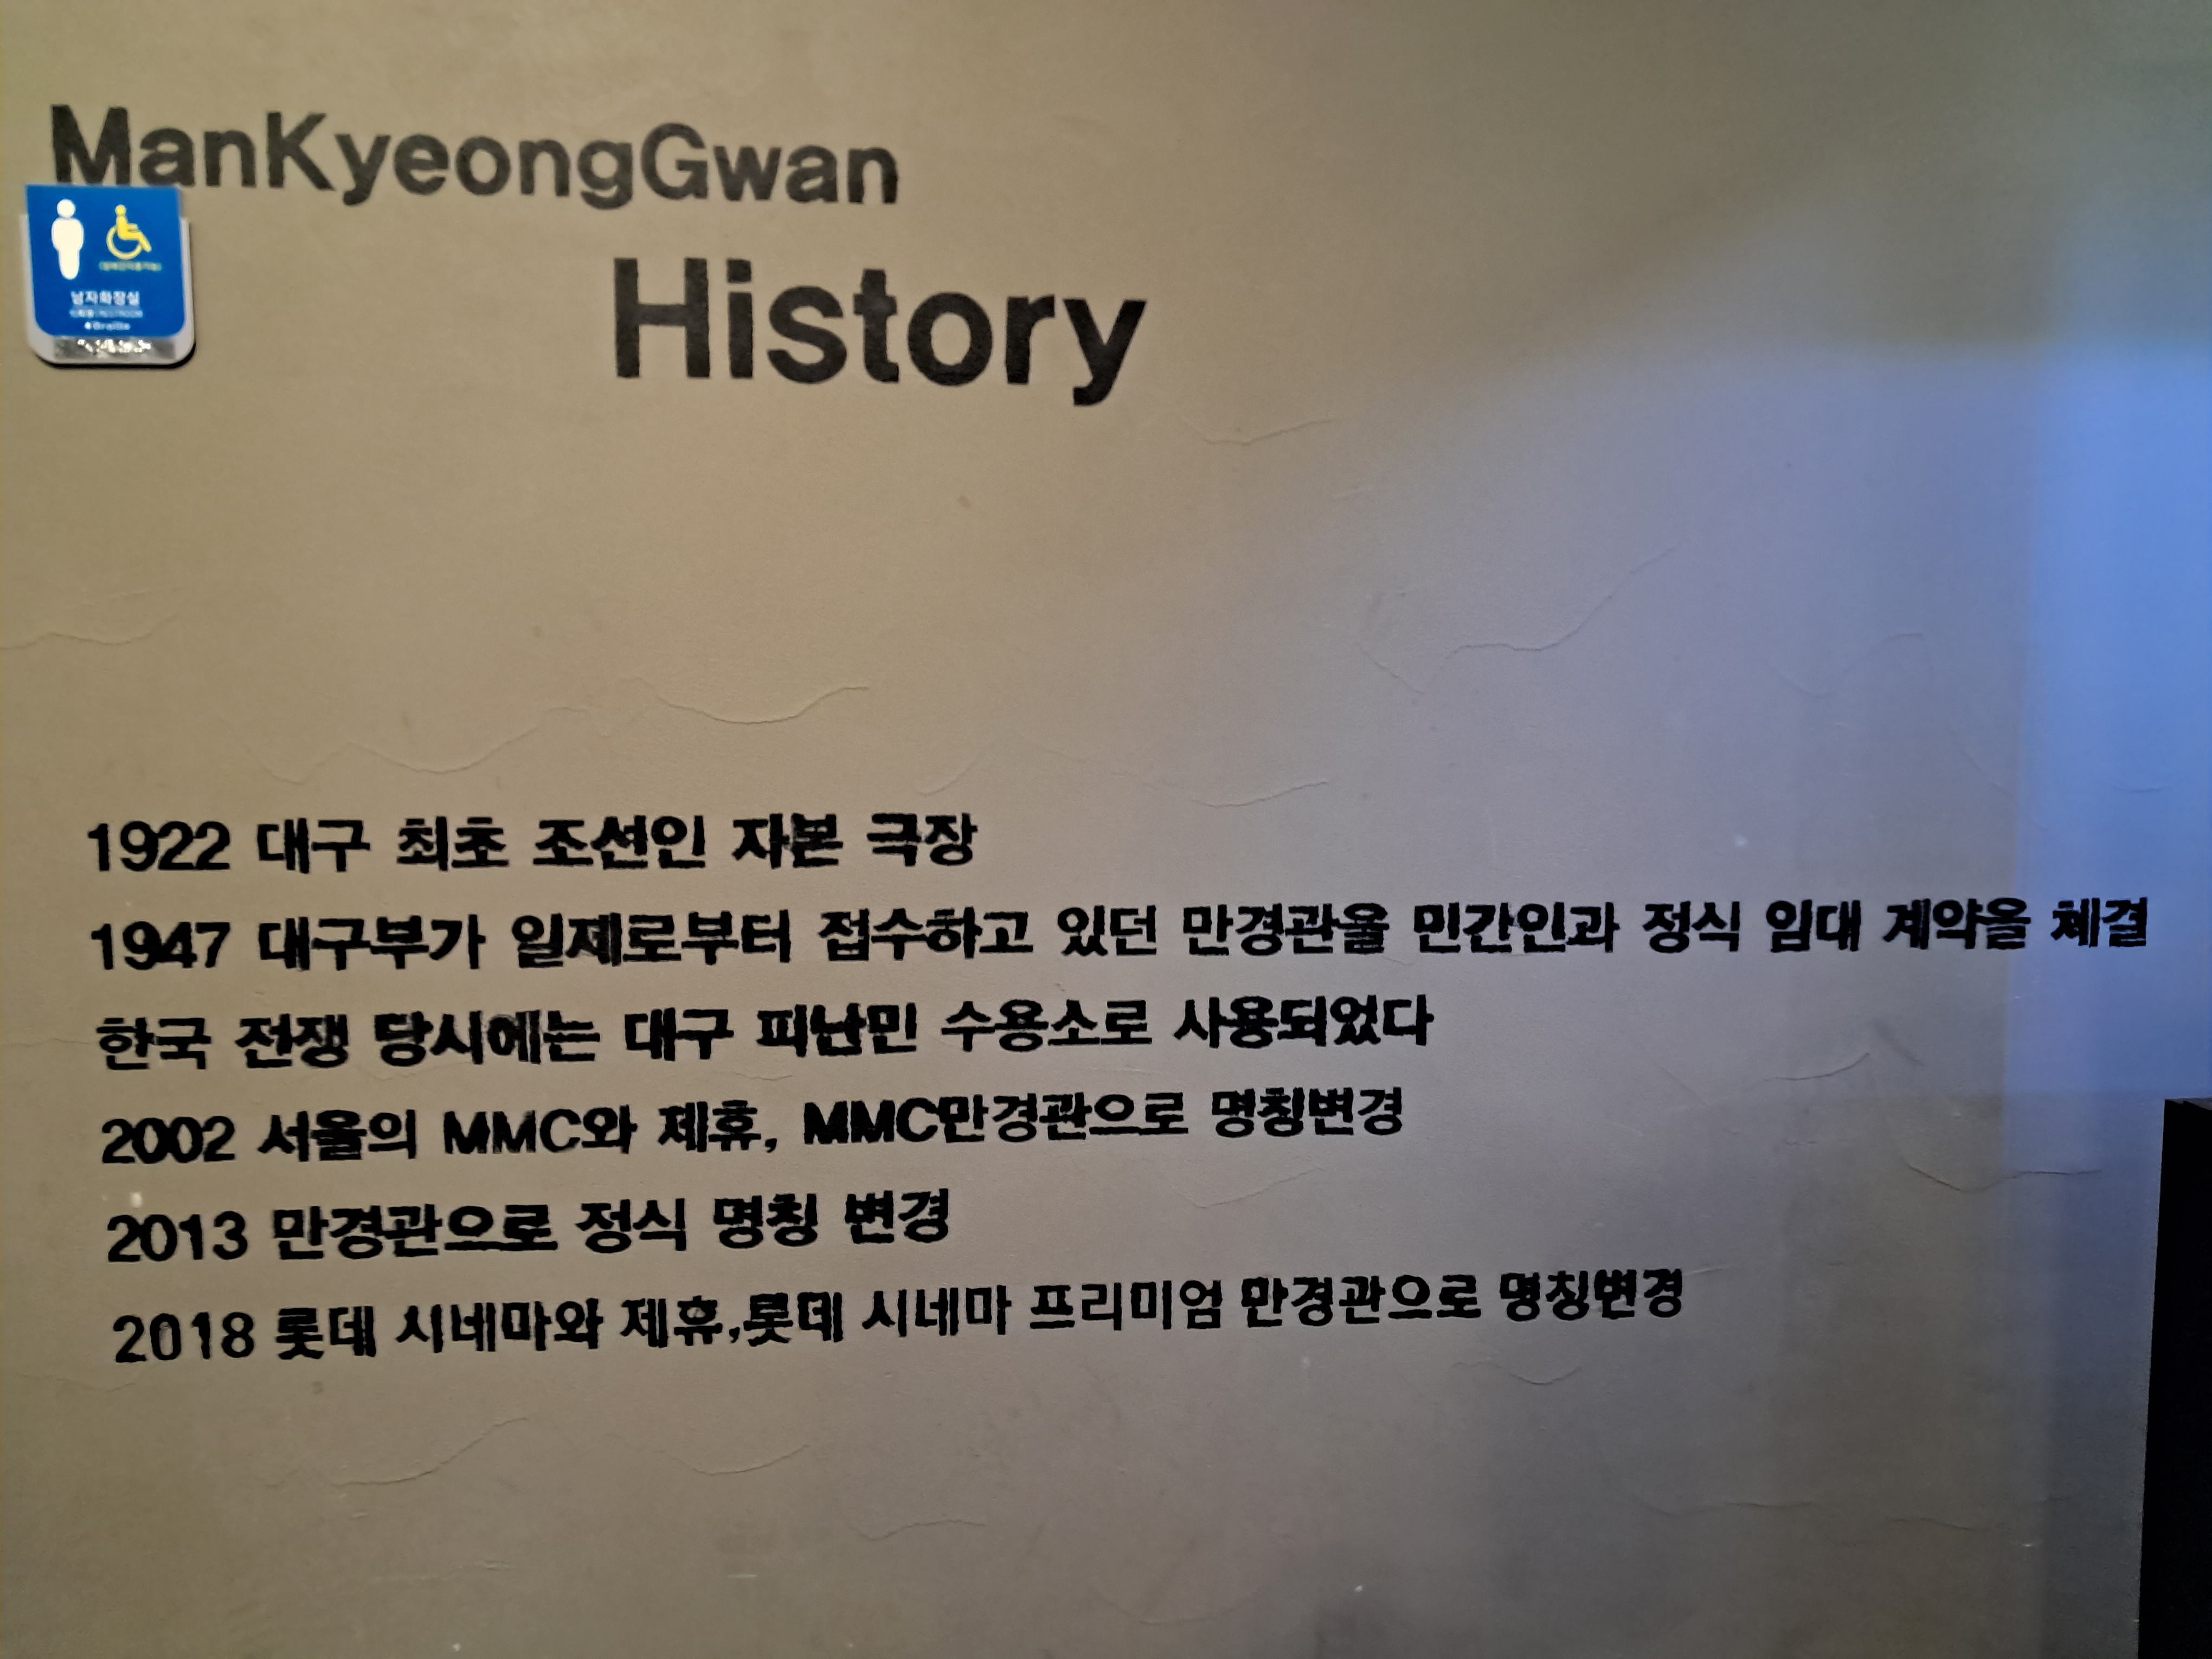 ManKyeongGwan
History
남자화장실
Braille
1922 대구 최초 조선인 자본 극장
1947 대구부가 일제로부터 접수하고 있던 만경관을 민간인과 정식 임대 계약을 체결
한국 전쟁 당시에는 대구 피난민 수용소로 사용되었다
2002 서울의 MMC와 제휴, MMC만경관으로 명칭변경
2013 만경관으로 정식 명칭 변경
2018 롯데 시네마와 제휴,롯데 시네마 프리미엄 만경관으로 명칭변경